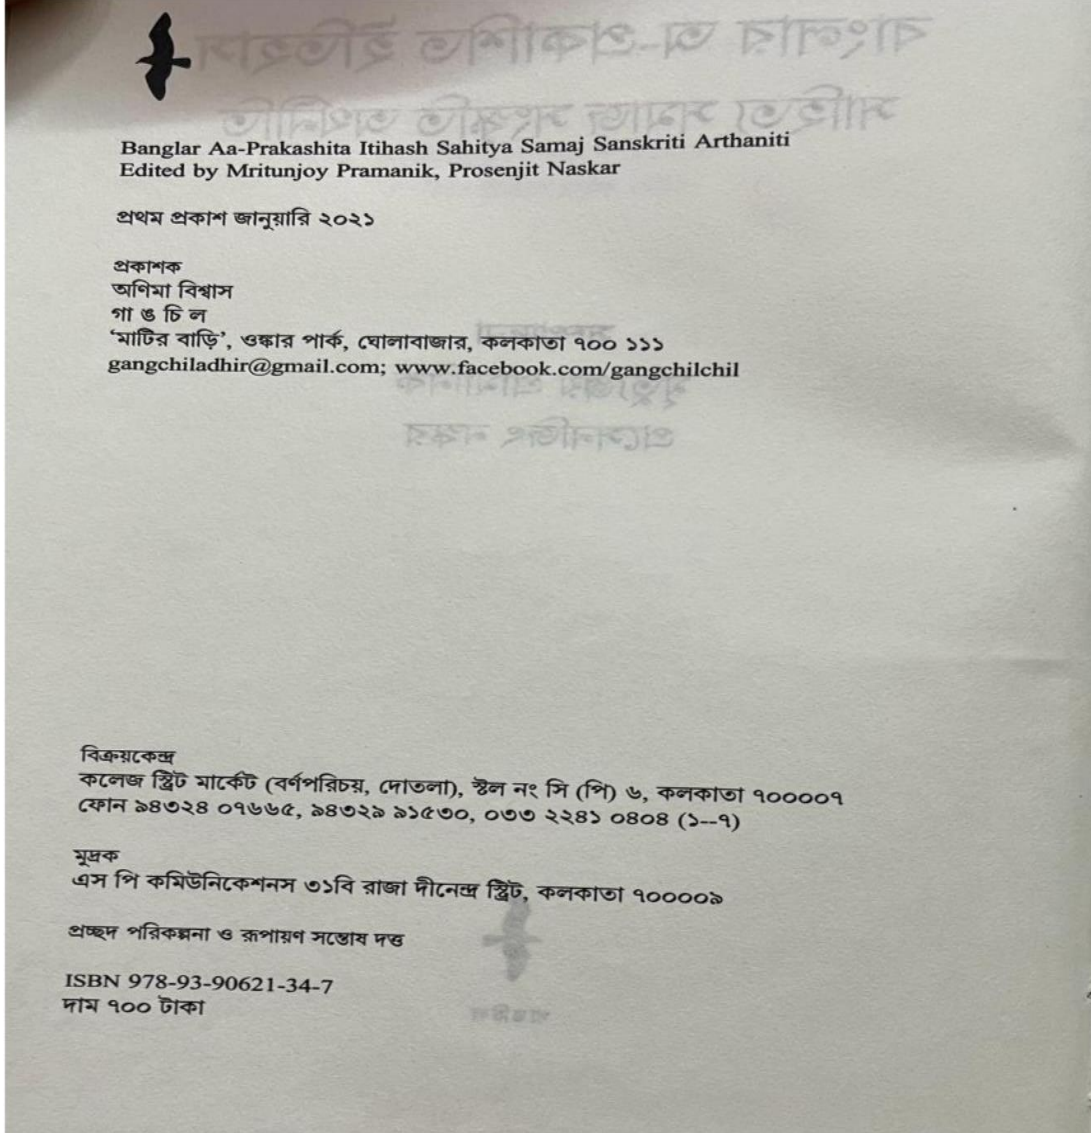 Banglar Aa-Prakashita Itihash Sahitya Samaj Sanskriti Arthaniti
Edited by Mritunjoy Pramanik, Prosenjit Naskar
প্রথম প্রকাশ জানুয়ারি ২০২১
প্রকাশক
অণিমা বিশ্বাস
গা ঙ চি ল
‘মাটির বাড়ি’, ওঙ্কার পার্ক, ঘোলাবাজার, কলকাতা ৭০০ ১১১
gangchiladhir@gmail.com; www.facebook.com/gangchilchil
বিক্রয়কেন্দ্র
কলেজ স্ট্রিট মার্কেট (বর্ণপরিচয়, দোতলা), স্টল নং সি (পি) ৬, কলকাতা ৭০০০০৭
ফোন ৯৪৩২৪ ০৭৬৬৫, ৯৪৩২৯ ৯১৫৩০, ০৩৩ ২২৪১ ০৪০৪ (১--৭)
মুদ্রক
এস পি কমিউনিকেশনস ৩১বি রাজা দীনেন্দ্র স্ট্রিট, কলকাতা ৭০০০০৯
প্রচ্ছদ পরিকল্পনা ও রূপায়ণ সন্তোষ দত্ত
ISBN 978-93-90621-34-7
দাম ৭০০ টাকা